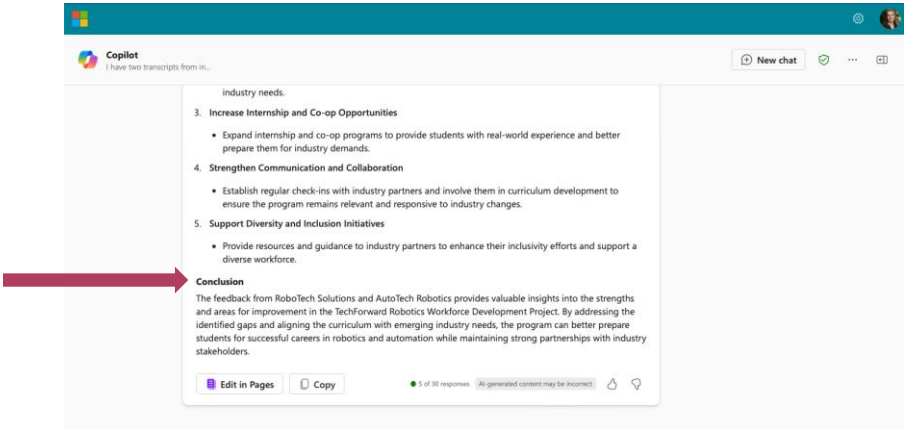 Copilot
I have two transcripts from in...
New chat
industry needs.
3. Increase Internship and Co-op Opportunities
• Expand internship and co-op programs to provide students with real-world experience and better
prepare them for industry demands.
4. Strengthen Communication and Collaboration
• Establish regular check-ins with industry partners and involve them in curriculum development to
ensure the program remains relevant and responsive to industry changes.
5. Support Diversity and Inclusion Initiatives
• Provide resources and guidance to industry partners to enhance their inclusivity efforts and support a
diverse workforce.
Conclusion
The feedback from RoboTech Solutions and AutoTech Robotics provides valuable insights into the strengths
and areas for improvement in the TechForward Robotics Workforce Development Project. By addressing the
identified gaps and aligning the curriculum with emerging industry needs, the program can better prepare
students for successful careers in robotics and automation while maintaining strong partnerships with industry
stakeholders.
Edit in Pages
Copy
5 of 30 responses
AI-generated content may be incorrect